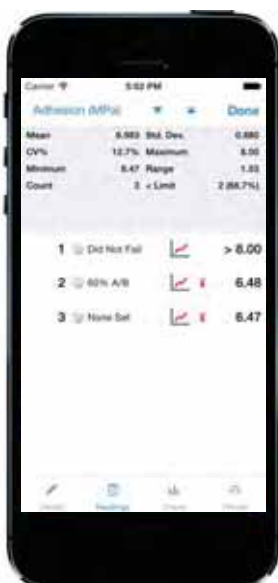 Carrier 5:02 PM
Adhesion (MPa) Done
Mean 6.983 Std. Dev. 0.880
CV% 12.7% Maximum 8.00
Minimum 6.47 Range 1.53
Count 3 < Limit 2 (66.7%)
1 Did Not Fail > 8.00
2 60% A/B 6.48
3 None Set 6.47
Readings